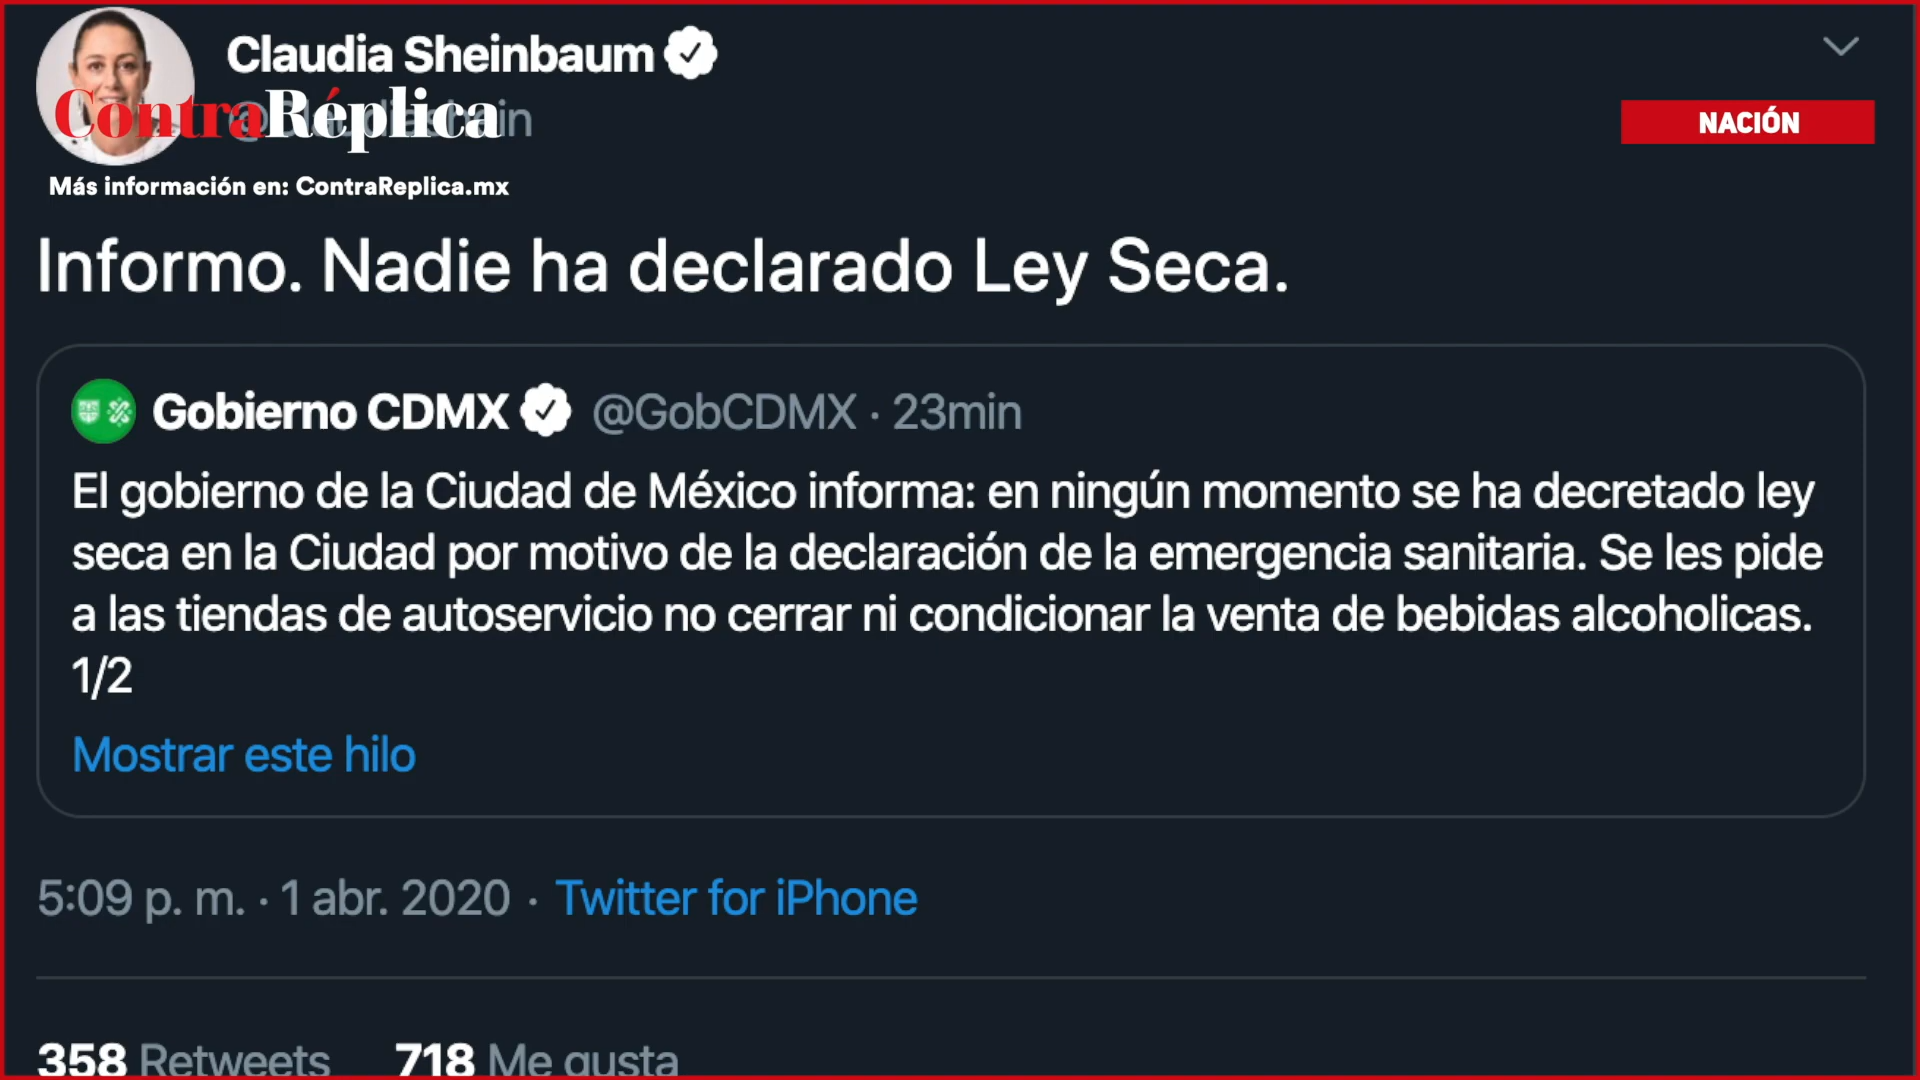 Claudia Sheinbaum
ContraRéplica
NACIÓN
Más información en: ContraReplica.mx
Informo. Nadie ha declarado Ley Seca.
Gobierno CDMX @GobCDMX · 23min
El gobierno de la Ciudad de México informa: en ningún momento se ha decretado ley
seca en la Ciudad por motivo de la declaración de la emergencia sanitaria. Se les pide
a las tiendas de autoservicio no cerrar ni condicionar la venta de bebidas alcoholicas.
1/2
Mostrar este hilo
5:09 p. m. · 1 abr. 2020 · Twitter for iPhone
358 Retweets 718 Me gusta